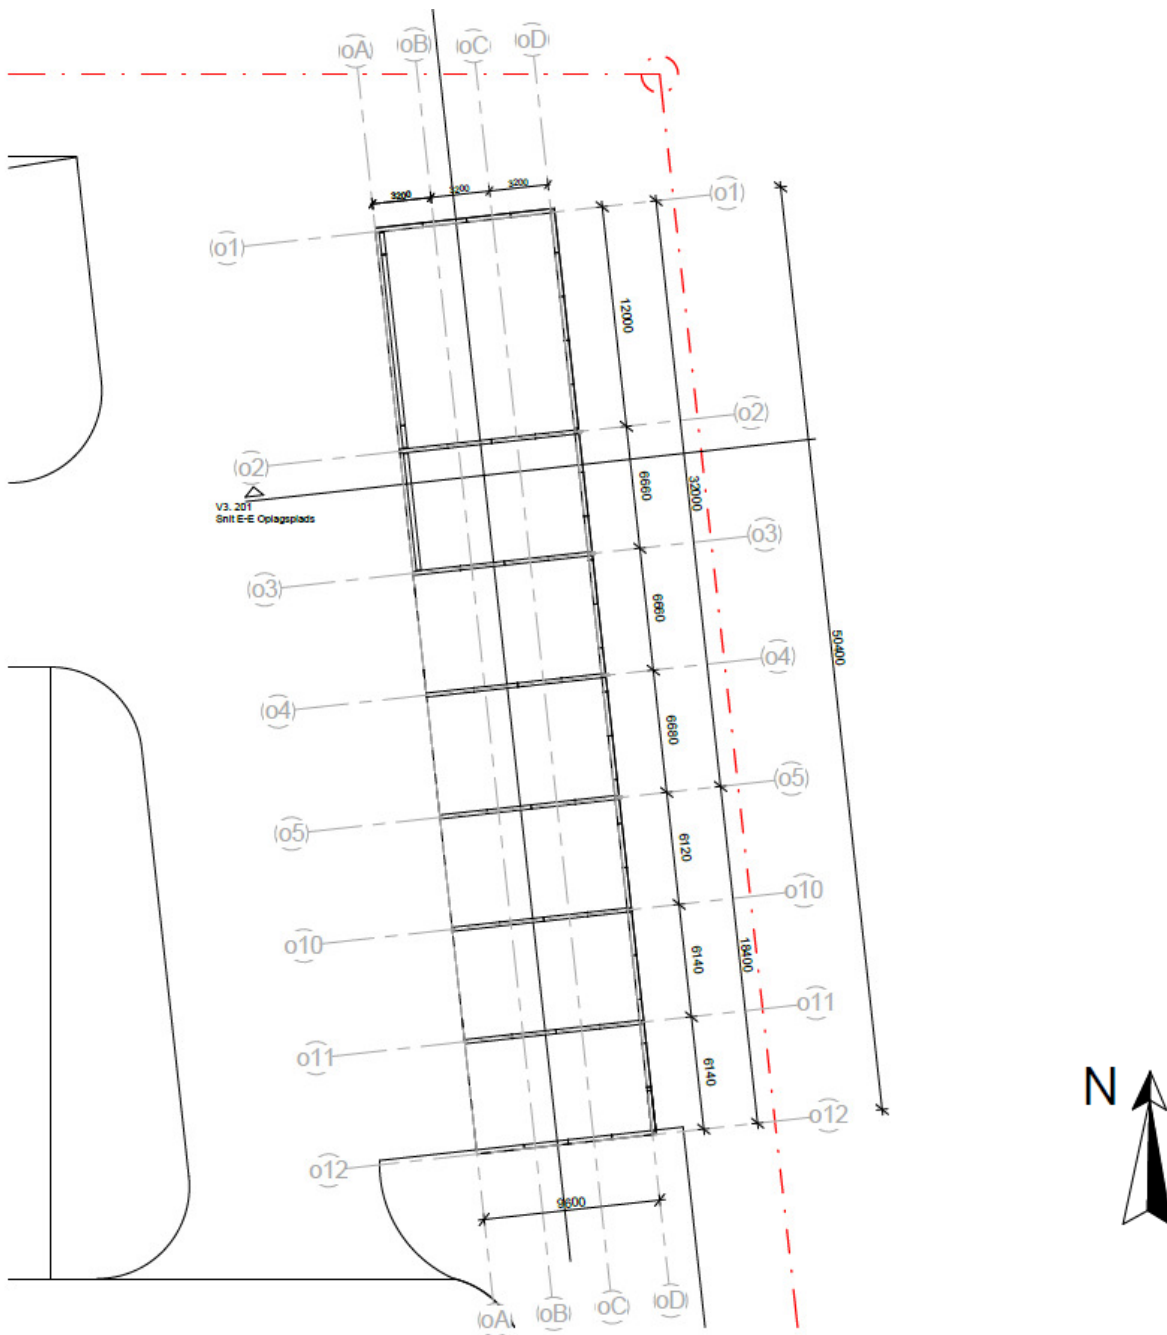 oA oB oC oD
3200 3200 3200
o1
o1
12000
o2
o2
V3. 201
Snit E-E Oplagsplads
6660
32000
o3
o3
6660
50400
o4
o4
6680
o5
o5
6120
o10
o10
18400
6140
o11
o11
6140
N
o12
o12
9600
oA oB oC oD